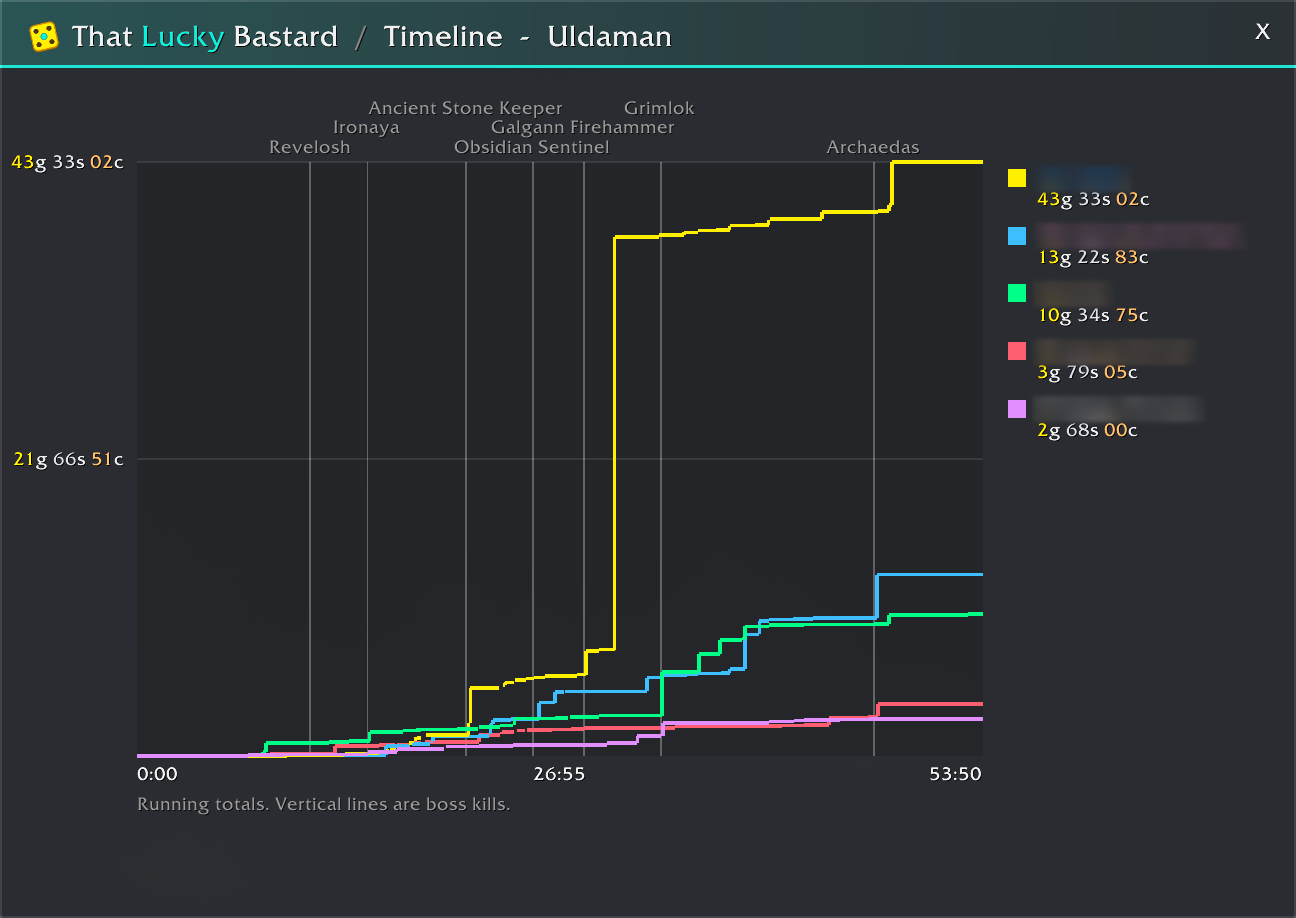 That Lucky Bastard / Timeline - Uldaman
X
Ancient Stone Keeper Grimlok
Ironaya Galgann Firehammer
Revelosh Obsidian Sentinel Archaedas
43g 33s 02c
21g 66s 51c
43g 33s 02c
13g 22s 83c
10g 34s 75c
3g 79s 05c
2g 68s 00c
0:00 26:55 53:50
Running totals. Vertical lines are boss kills.